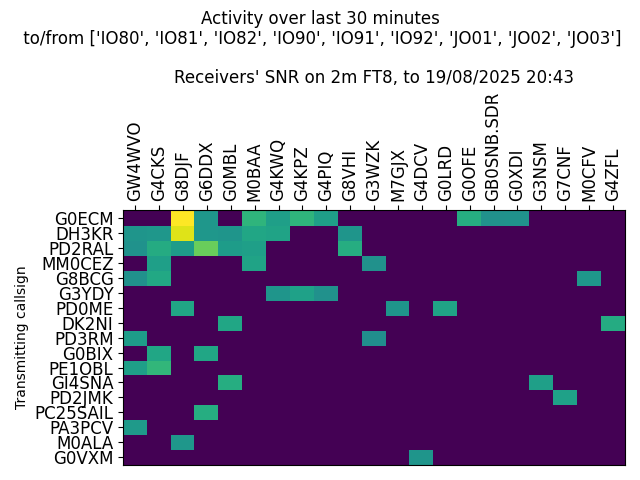 Activity over last 30 minutes
to/from ['IO80', 'IO81', 'IO82', 'IO90', 'IO91', 'IO92', 'JO01', 'JO02', 'JO03']
Receivers' SNR on 2m FT8, to 19/08/2025 20:43
GW4WVO
G4CKS
G8DJF
G6DDX
G0MBL
M0BAA
G4KWQ
G4KPZ
G4PIQ
G8VHI
G3WZK
M7GJX
G4DCV
G0LRD
G0OFE
GB0SNB.SDR
G0XDI
G3NSM
G7CNF
M0CFV
G4ZFL
Transmitting callsign
G0ECM
DH3KR
PD2RAL
MM0CEZ
G8BCG
G3YDY
PD0ME
DK2NI
PD3RM
G0BIX
PE1OBL
GI4SNA
PD2JMK
PC25SAIL
PA3PCV
M0ALA
G0VXM